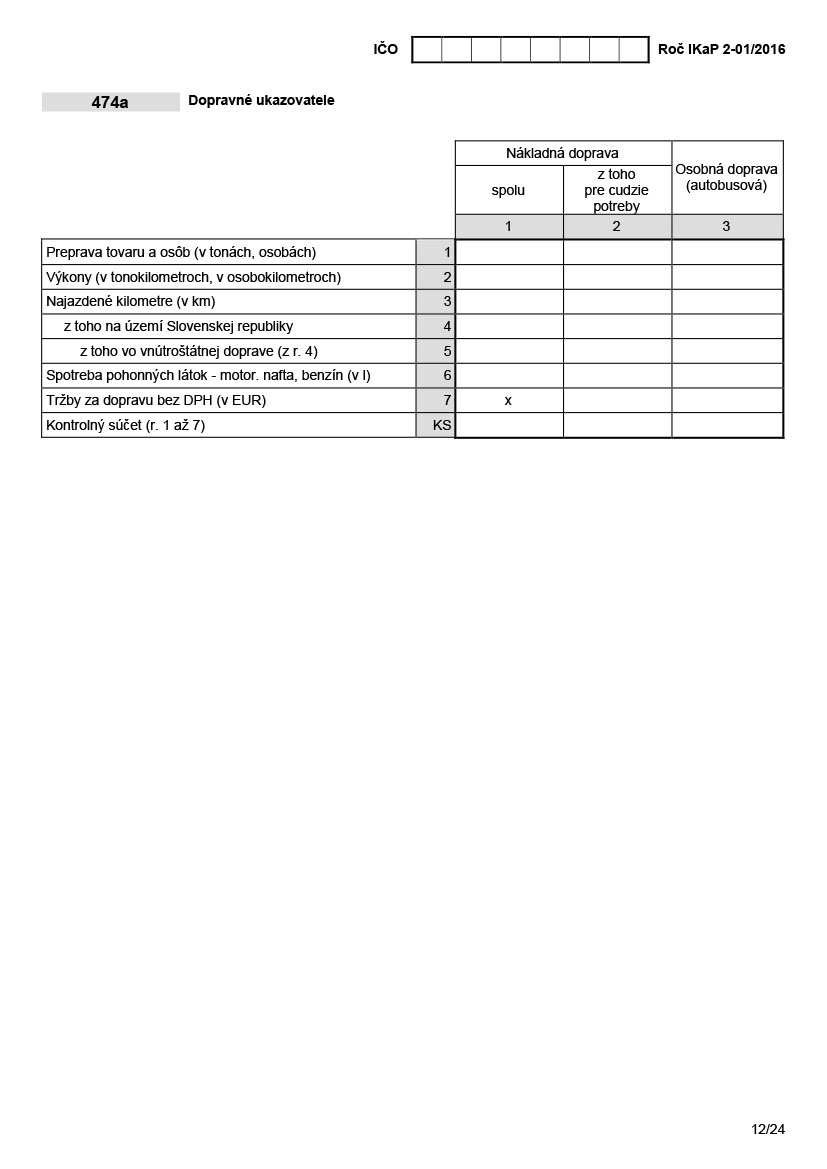 IČO Roč IKaP 2-01/2016
474a Dopravné ukazovatele
Nákladná doprava
Osobná doprava
(autobusová)
spolu
z toho
pre cudzie
potreby
1 2 3
Preprava tovaru a osôb (v tonách, osobách) 1
Výkony (v tonokilometroch, v osobokilometroch) 2
Najazdené kilometre (v km) 3
z toho na území Slovenskej republiky 4
z toho vo vnútroštátnej doprave (z r. 4) 5
Spotreba pohonných látok - motor. nafta, benzín (v l) 6
Tržby za dopravu bez DPH (v EUR) 7 x
Kontrolný súčet (r. 1 až 7) KS
12/24